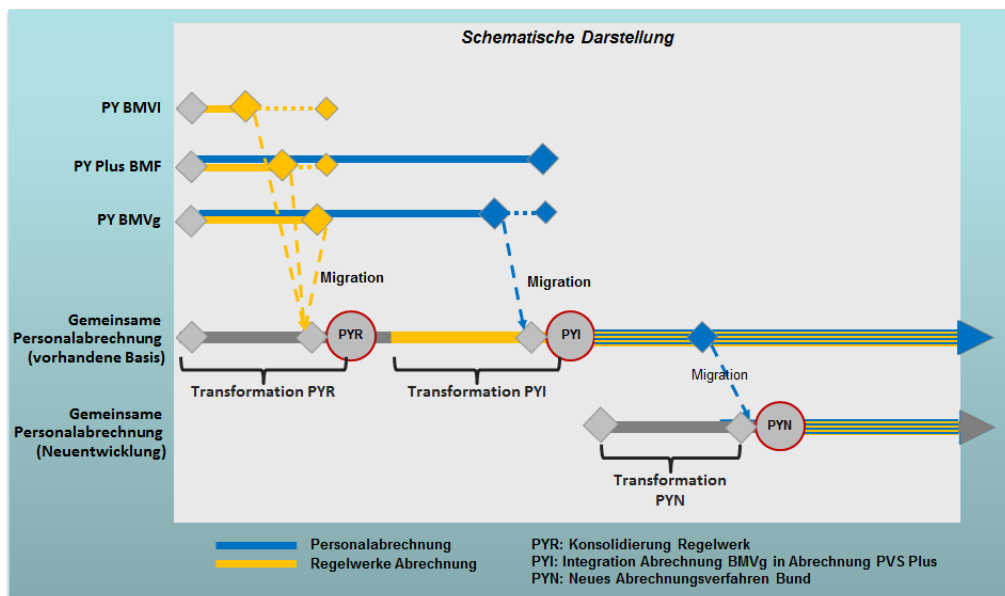 Schematische Darstellung
PY BMVI
PY Plus BMF
PY BMVg
Migration
Migration
Gemeinsame
Personalabrechnung
(vorhandene Basis)
PYR
PYI
Transformation PYR
Transformation PYI
Migration
Gemeinsame
Personalabrechnung
(Neuentwicklung)
PYN
Transformation
PYN
Personalabrechnung
Regelwerke Abrechnung
PYR: Konsolidierung Regelwerk
PYI: Integration Abrechnung BMVg in Abrechnung PVS Plus
PYN: Neues Abrechnungsverfahren Bund